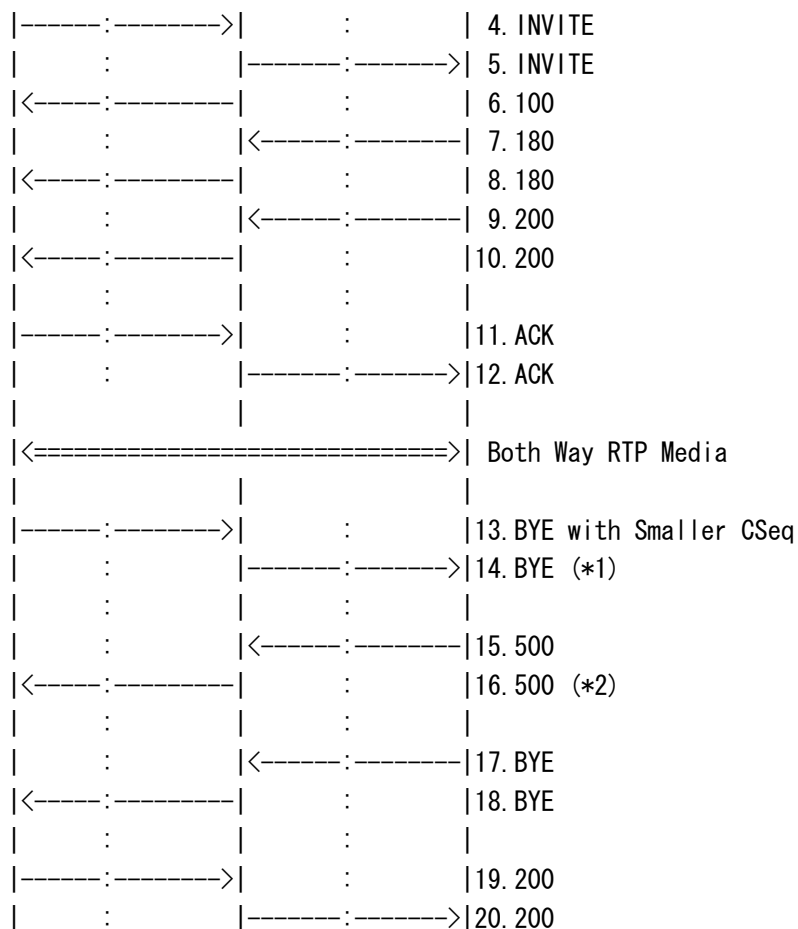 |-----:-------->|       :       | 4. INVITE
|      :        |------:------->| 5. INVITE
|<-----:---------|      :       | 6. 100
|      :        |<------:--------| 7. 180
|<-----:---------|      :       | 8. 180
|      :        |<------:--------| 9. 200
|<-----:---------|      :       |10. 200
|      :        |       :       |
|-----:-------->|       :       |11. ACK
|      :        |------:------->|12. ACK
|               |               |
|<=============================>| Both Way RTP Media
|               |               |
|-----:-------->|       :       |13. BYE with Smaller CSeq
|      :        |------:------->|14. BYE (*1)
|      :        |       :       |
|      :        |<------:--------|15. 500
|<-----:---------|      :       |16. 500 (*2)
|      :        |       :       |
|      :        |<------:--------|17. BYE
|<-----:---------|      :       |18. BYE
|      :        |       :       |
|-----:-------->|       :       |19. 200
|      :        |------:------->|20. 200